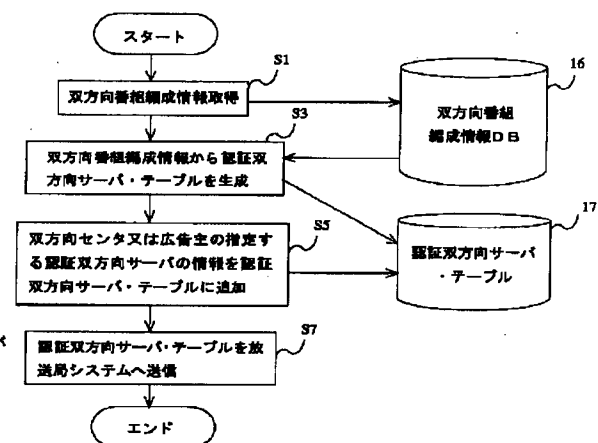 スタート
S1
双方向番組編成情報取得
16
双方向番組
編成情報DB
S3
双方向番組編成情報から認証双
方向サーバ・テーブルを生成
17
認証双方向サーバ
・テーブル
S5
双方向センタ又は広告主の指定す
る認証双方向サーバの情報を認証
双方向サーバ・テーブルに追加
S7
認証双方向サーバ・テーブルを放
送局システムへ送信
エンド